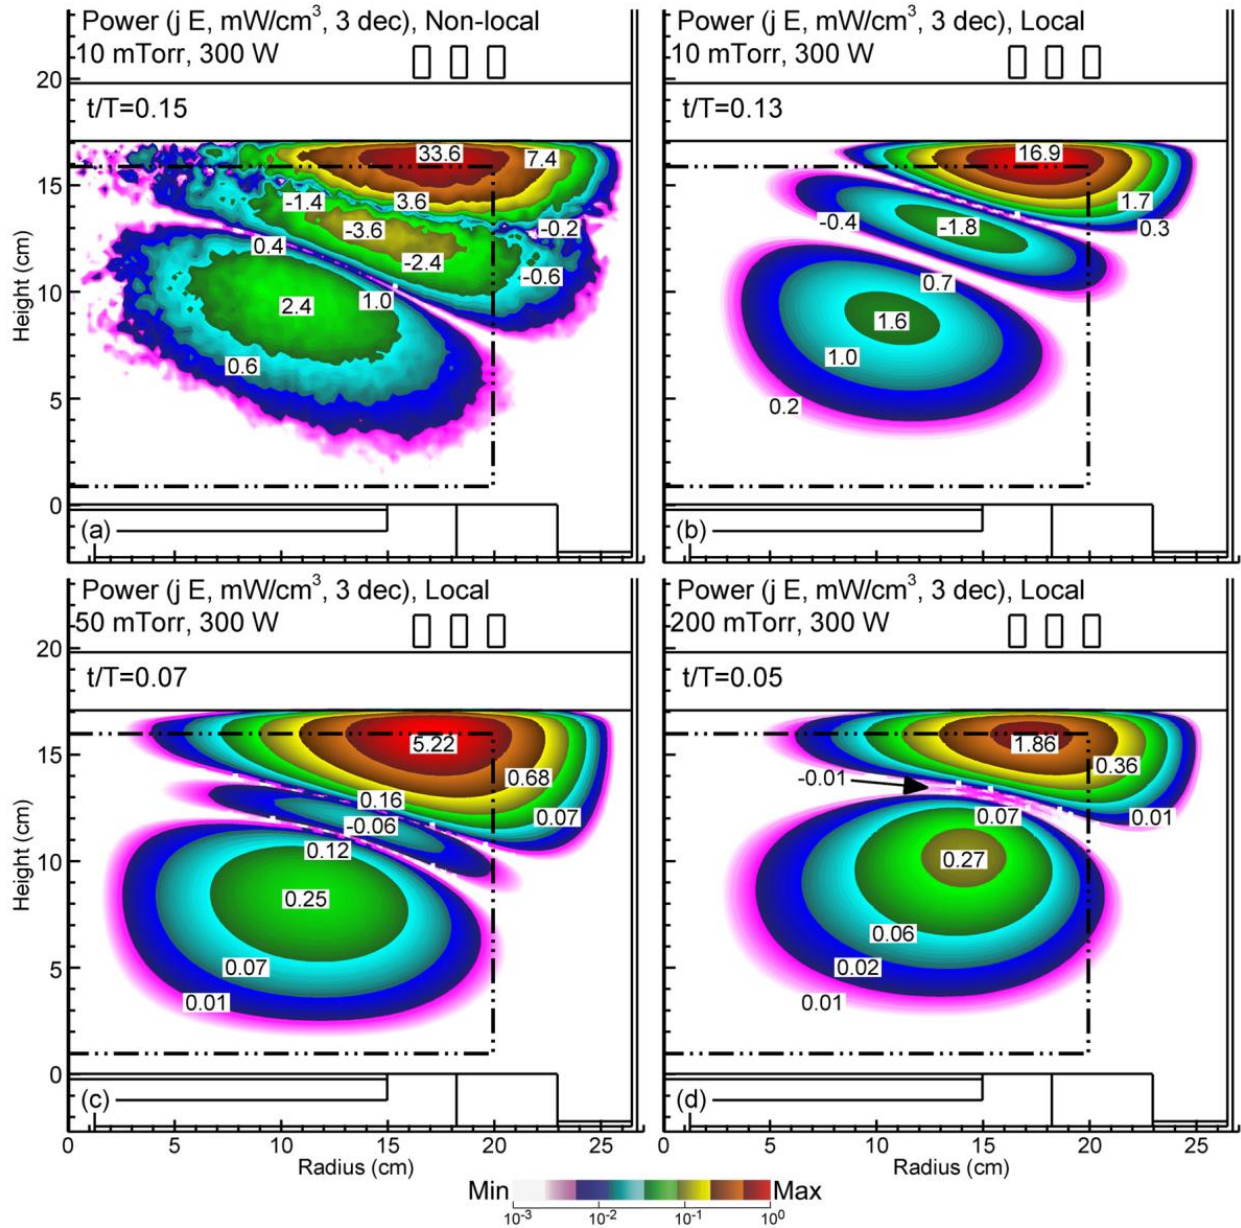 Power (j E, mW/cm³, 3 dec), Non-local
10 mTorr, 300 W
t/T=0.15
33.6
7.4
-1.4
3.6
-3.6
-0.2
0.4
-2.4
-0.6
2.4
1.0
0.6
(a)
20
15
10
5
0
Height (cm)
Power (j E, mW/cm³, 3 dec), Local
10 mTorr, 300 W
t/T=0.13
16.9
1.7
-0.4
-1.8
0.3
0.7
1.6
1.0
0.2
(b)
Power (j E, mW/cm³, 3 dec), Local
50 mTorr, 300 W
t/T=0.07
5.22
0.68
0.16
-0.06
0.07
0.12
0.25
0.07
0.01
(c)
20
15
10
5
0
Height (cm)
0 5 10 15 20 25
Radius (cm)
Power (j E, mW/cm³, 3 dec), Local
200 mTorr, 300 W
t/T=0.05
1.86
0.36
-0.01
0.07
0.01
0.27
0.06
0.02
0.01
(d)
5 10 15 20 25
Radius (cm)
Min Max
10⁻³ 10⁻² 10⁻¹ 10⁰